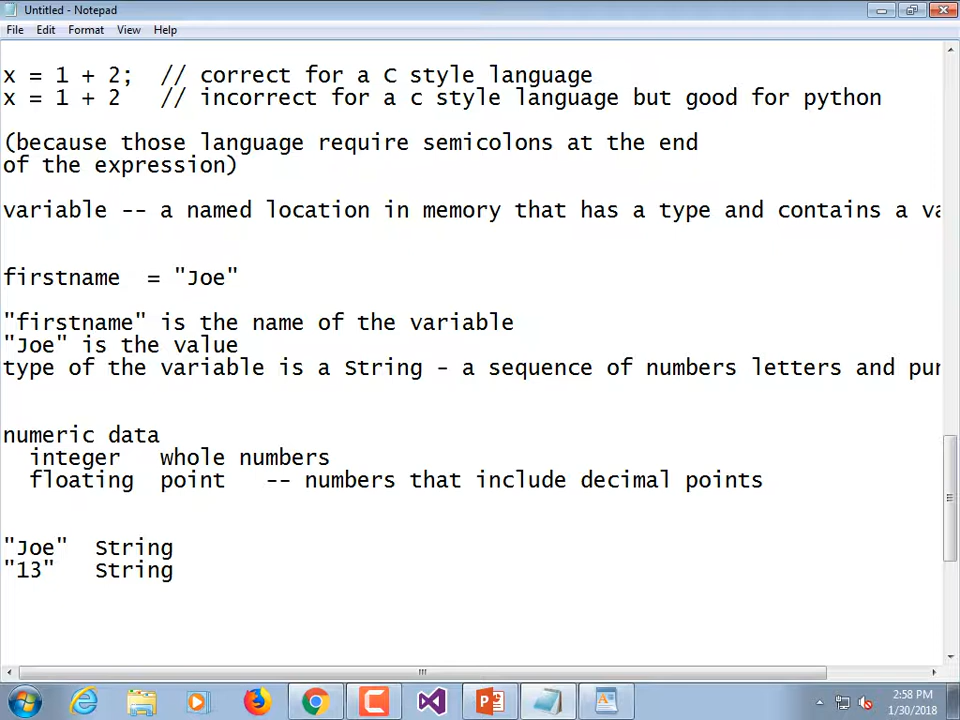 Untitled - Notepad
File Edit Format View Help
x = 1 + 2;  // correct for a C style language
x = 1 + 2   // incorrect for a c style language but good for python
(because those language require semicolons at the end
of the expression)
variable -- a named location in memory that has a type and contains a va
firstname  = "Joe"
"firstname" is the name of the variable
"Joe" is the value
type of the variable is a String - a sequence of numbers letters and pun
numeric data
  integer   whole numbers
  floating  point   -- numbers that include decimal points
"Joe"  String
"13"   String
2:58 PM
1/30/2018